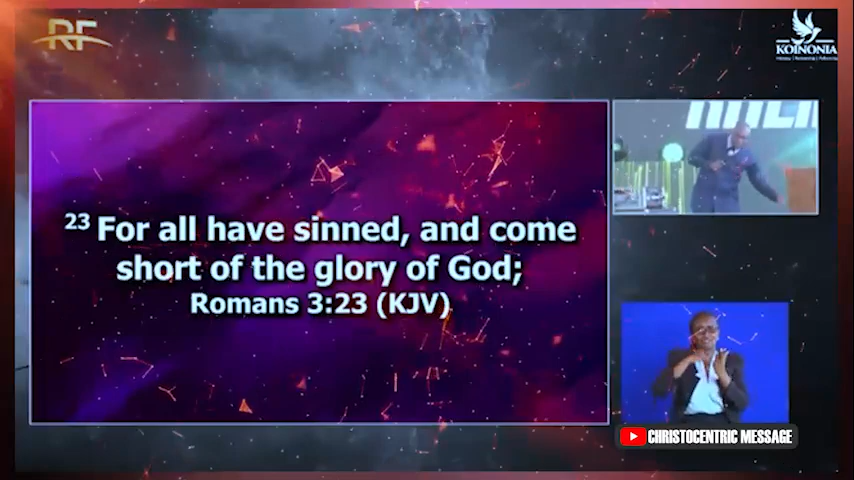 RF
KOINONIA
23 For all have sinned, and come
short of the glory of God;
Romans 3:23 (KJV)
CHRISTOCENTRIC MESSAGE